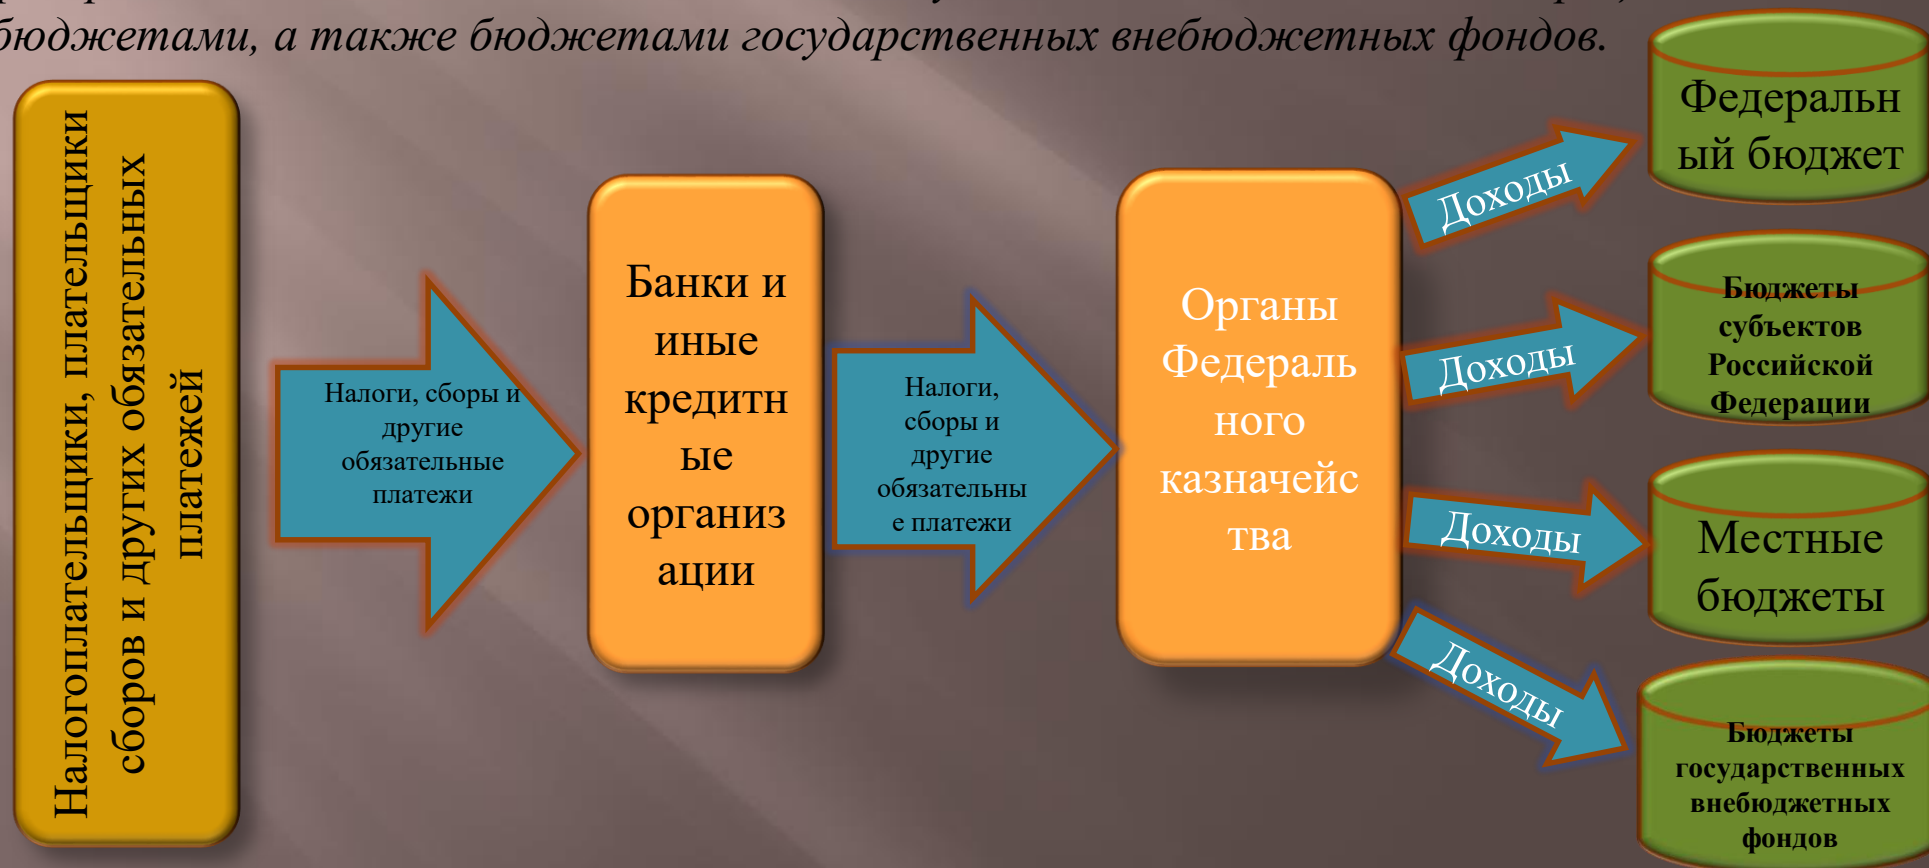 бюджетами, а также бюджетами государственных внебюджетных фондов.
Налогоплательщики, плательщики
сборов и других обязательных
платежей
Налоги, сборы и
другие
обязательные
платежи
Банки и
иные
кредитн
ые
организ
ации
Налоги,
сборы и
другие
обязательны
е платежи
Органы
Федераль
ного
казначейс
тва
Доходы
Доходы
Доходы
Доходы
Федеральн
ый бюджет
Бюджеты
субъектов
Российской
Федерации
Местные
бюджеты
Бюджеты
государственных
внебюджетных
фондов